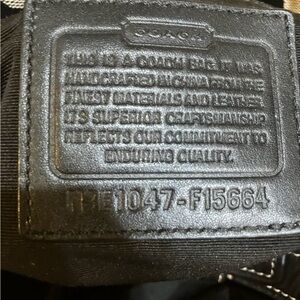 COACH
THIS IS A COACH BAG. IT WAS
HANDCRAFTED IN CHINA FROM THE
FINEST MATERIALS AND LEATHER.
IT'S SUPERIOR CRAFTSMANSHIP
REFLECTS OUR COMMITMENT TO
ENDURING QUALITY.
E1047-F15664